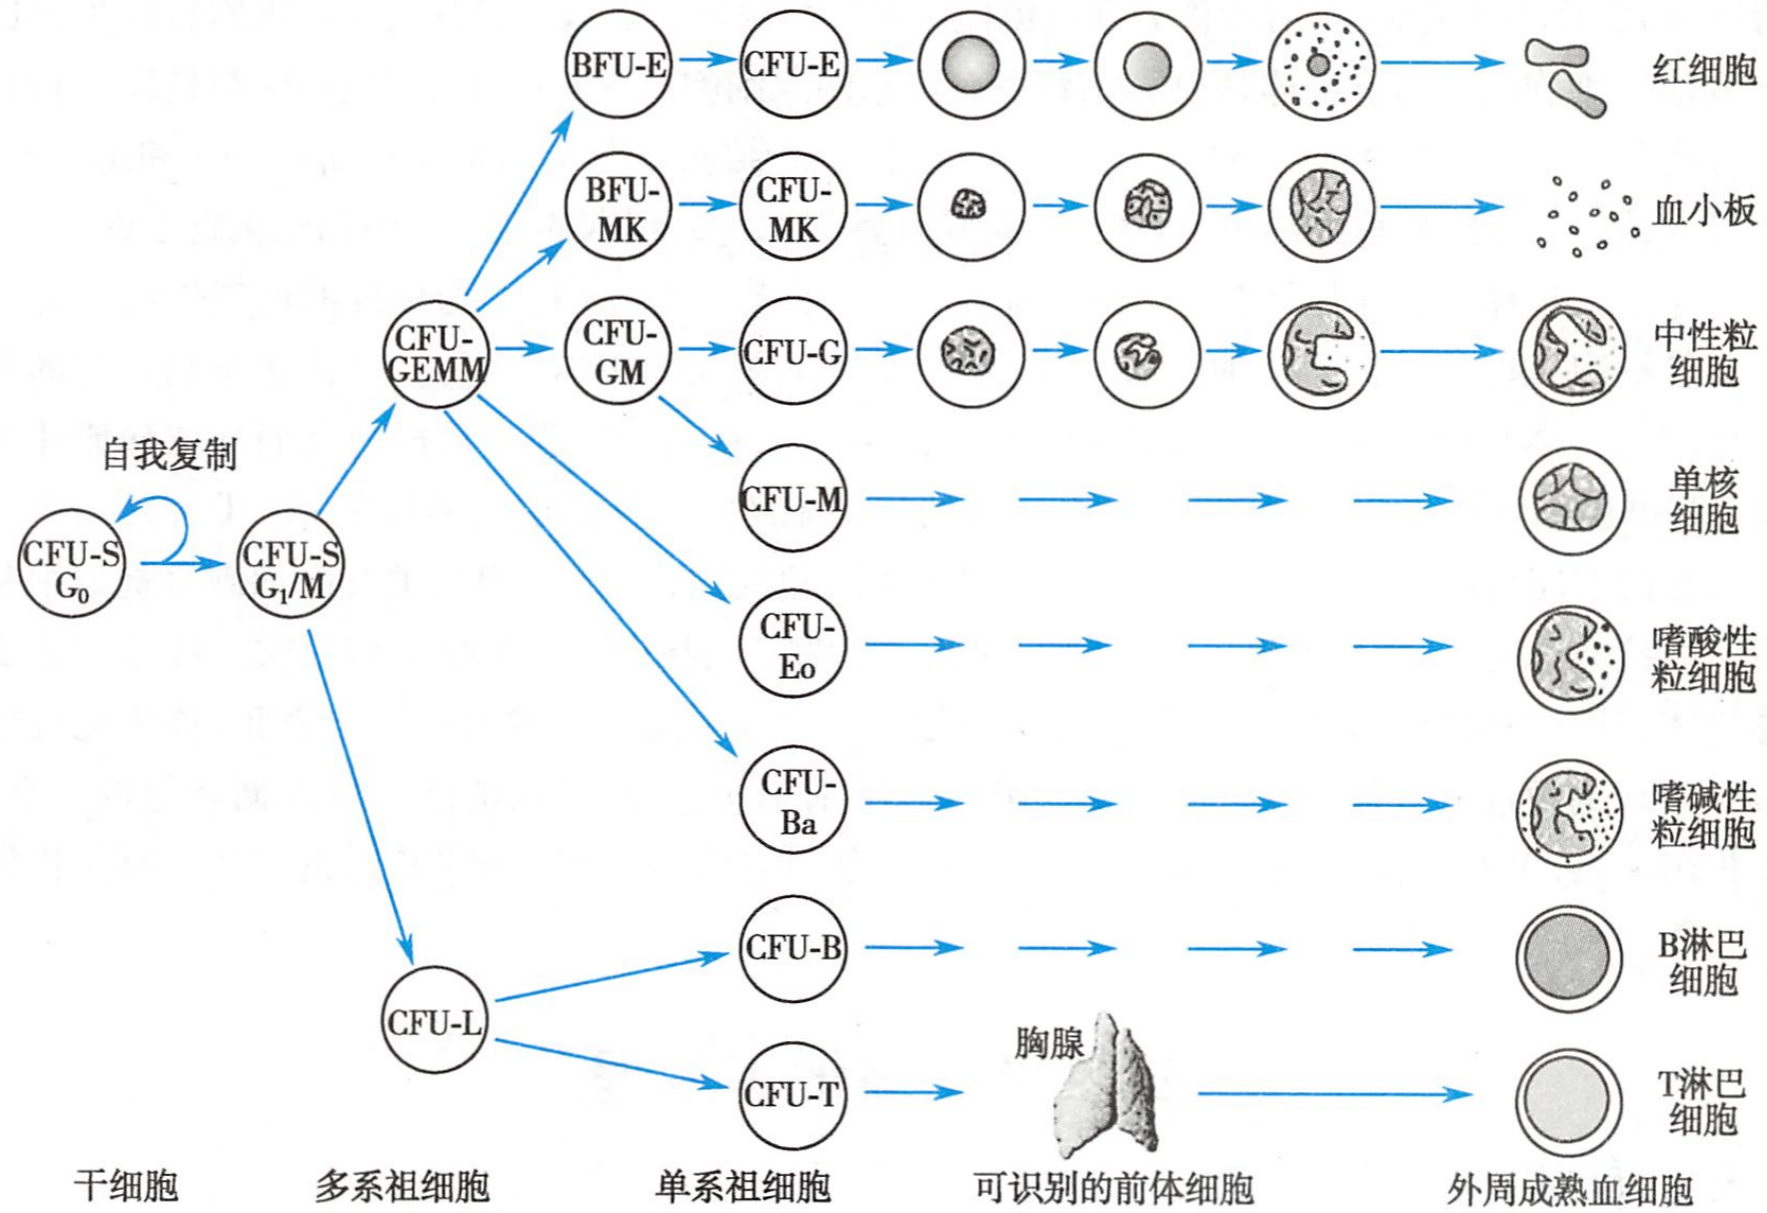 BFU-E
CFU-E
红细胞
BFU-
MK
CFU-
MK
血小板
CFU-
GEMM
CFU-
GM
CFU-G
中性粒
细胞
自我复制
CFU-M
单核
细胞
CFU-S
G₀
CFU-S
G₁/M
CFU-
Eo
嗜酸性
粒细胞
CFU-
Ba
嗜碱性
粒细胞
CFU-B
B淋巴
细胞
CFU-L
胸腺
CFU-T
T淋巴
细胞
干细胞
多系祖细胞
单系祖细胞
可识别的前体细胞
外周成熟血细胞